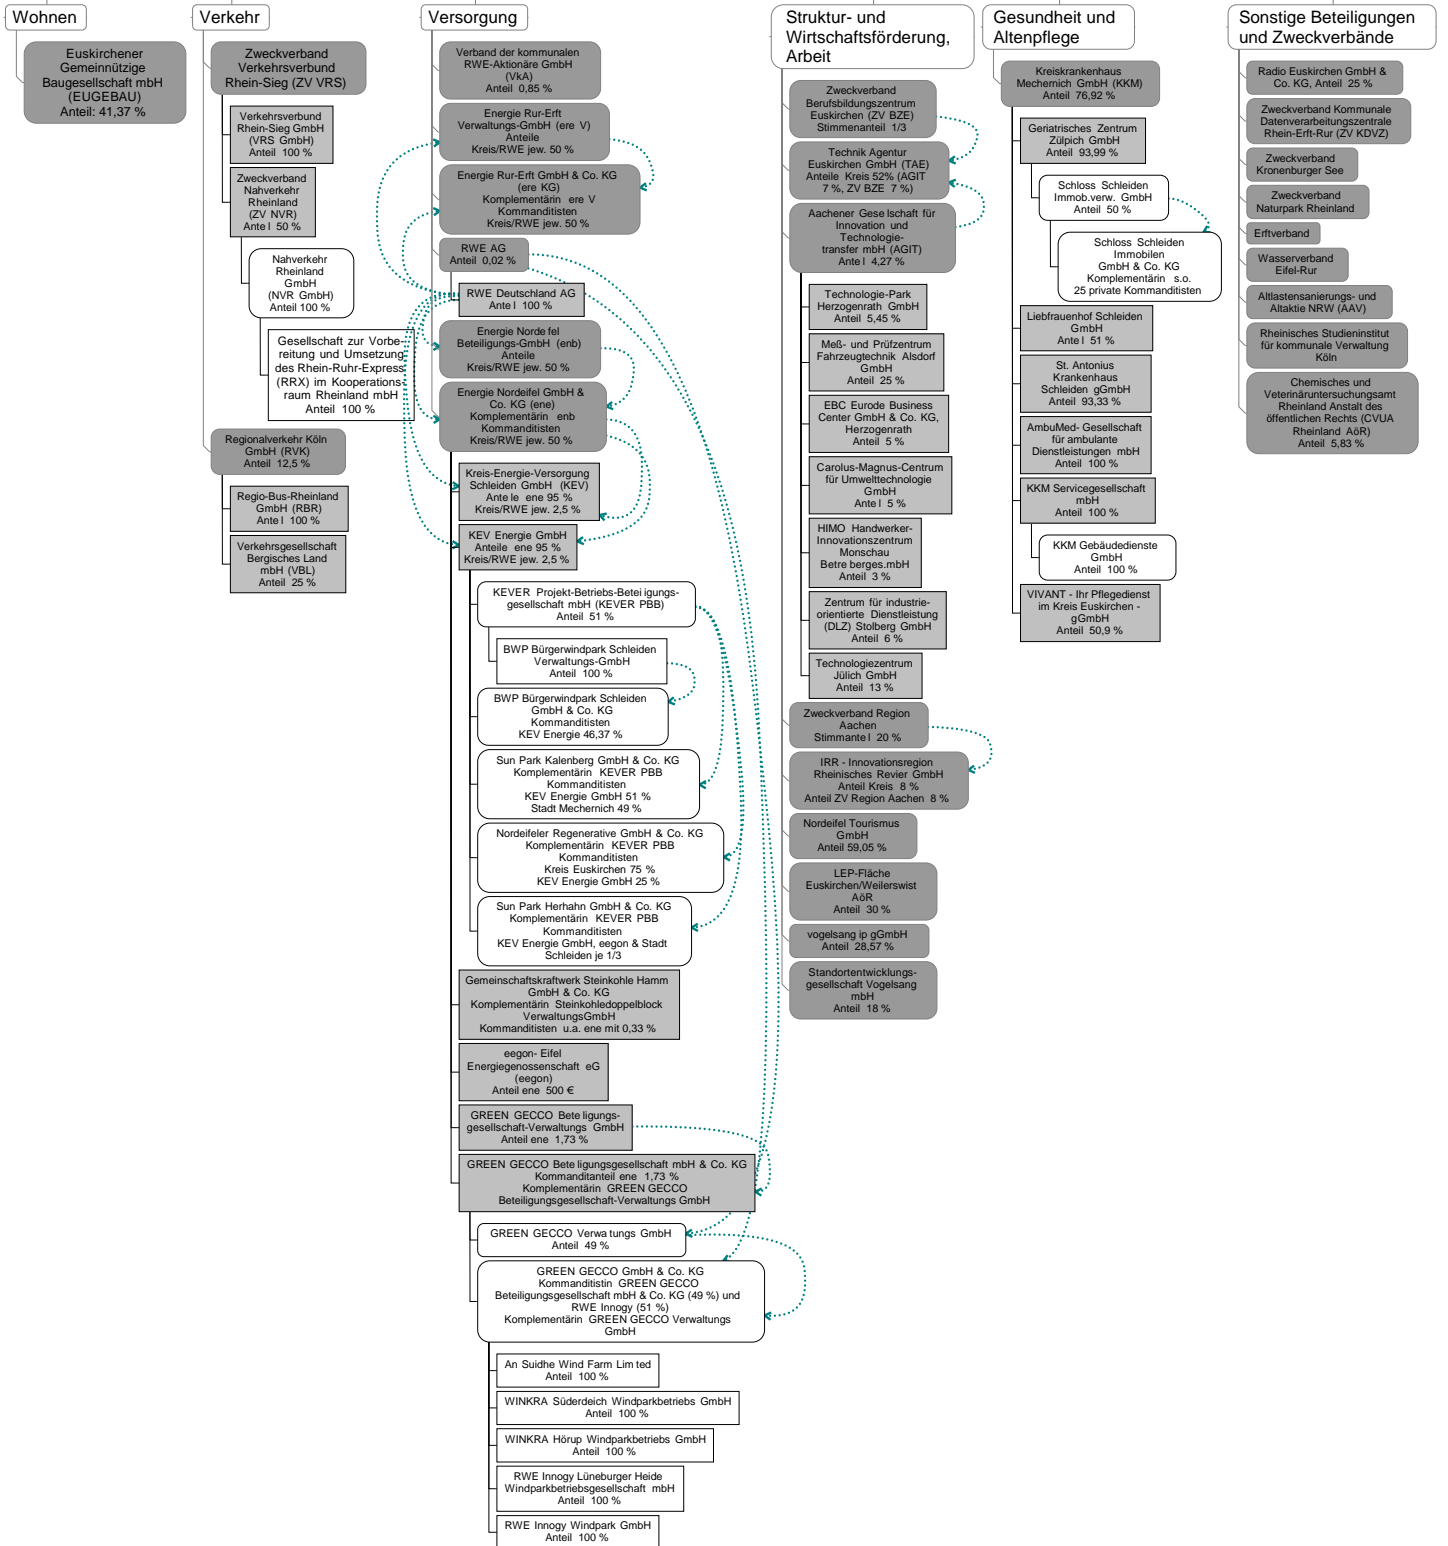 Wohnen
Euskirchener
Gemeinnützige
Baugesellschaft mbH
(EUGEBAU)
Anteil: 41,37 %
Verkehr
Zweckverband
Verkehrsverbund
Rhein-Sieg (ZV VRS)
Verkehrsverbund
Rhein-Sieg GmbH
(VRS GmbH)
Anteil 100 %
Zweckverband
Nahverkehr
Rheinland
(ZV NVR)
Ante l 50 %
Nahverkehr
Rheinland
GmbH
(NVR GmbH)
Anteil 100 %
Gesellschaft zur Vorbe-
reitung und Umsetzung
des Rhein-Ruhr-Express
(RRX) im Kooperations-
raum Rheinland mbH
Anteil 100 %
Regionalverkehr Köln
GmbH (RVK)
Anteil 12,5 %
Regio-Bus-Rheinland
GmbH (RBR)
Ante l 100 %
Verkehrsgesellschaft
Bergisches Land
mbH (VBL)
Anteil 25 %
Versorgung
Verband der kommunalen
RWE-Aktionäre GmbH
(VkA)
Anteil 0,85 %
Energie Rur-Erft
Verwaltungs-GmbH (ere V)
Anteile
Kreis/RWE jew. 50 %
Energie Rur-Erft GmbH & Co. KG
(ere KG)
Komplementärin ere V
Kommanditisten
Kreis/RWE jew. 50 %
RWE AG
Anteil 0,02 %
RWE Deutschland AG
Ante l 100 %
Energie Norde fel
Beteiligungs-GmbH (enb)
Anteile
Kreis/RWE jew. 50 %
Energie Nordeifel GmbH &
Co. KG (ene)
Komplementärin enb
Kommanditisten
Kreis/RWE jew. 50 %
Kreis-Energie-Versorgung
Schleiden GmbH (KEV)
Ante le ene 95 %
Kreis/RWE jew. 2,5 %
KEV Energie GmbH
Anteile ene 95 %
Kreis/RWE jew. 2,5 %
KEVER Projekt-Betriebs-Betei igungs-
gesellschaft mbH (KEVER PBB)
Anteil 51 %
BWP Bürgerwindpark Schleiden
Verwaltungs-GmbH
Anteil 100 %
BWP Bürgerwindpark Schleiden
GmbH & Co. KG
Kommanditisten
KEV Energie 46,37 %
Sun Park Kalenberg GmbH & Co. KG
Komplementärin KEVER PBB
Kommanditisten
KEV Energie GmbH 51 %
Stadt Mechernich 49 %
Nordeifeler Regenerative GmbH & Co. KG
Komplementärin KEVER PBB
Kommanditisten
Kreis Euskirchen 75 %
KEV Energie GmbH 25 %
Sun Park Herhahn GmbH & Co. KG
Komplementärin KEVER PBB
Kommanditisten
KEV Energie GmbH, eegon & Stadt
Schleiden je 1/3
Gemeinschaftskraftwerk Steinkohle Hamm
GmbH & Co. KG
Komplementärin Steinkohledoppelblock
VerwaltungsGmbH
Kommanditisten u.a. ene mit 0,33 %
eegon- Eifel
Energiegenossenschaft eG
(eegon)
Anteil ene 500 €
GREEN GECCO Bete ligungs-
gesellschaft-Verwaltungs GmbH
Anteil ene 1,73 %
GREEN GECCO Bete ligungsgesellschaft mbH & Co. KG
Kommanditanteil ene 1,73 %
Komplementärin GREEN GECCO
Beteiligungsgesellschaft-Verwaltungs GmbH
GREEN GECCO Verwa tungs GmbH
Anteil 49 %
GREEN GECCO GmbH & Co. KG
Kommanditistin GREEN GECCO
Beteiligungsgesellschaft mbH & Co. KG (49 %) und
RWE Innogy (51 %)
Komplementärin GREEN GECCO Verwaltungs
GmbH
An Suidhe Wind Farm Lim ted
Anteil 100 %
WINKRA Süderdeich Windparkbetriebs GmbH
Anteil 100 %
WINKRA Hörup Windparkbetriebs GmbH
Anteil 100 %
RWE Innogy Lüneburger Heide
Windparkbetriebsgesellschaft mbH
Anteil 100 %
RWE Innogy Windpark GmbH
Anteil 100 %
Struktur- und
Wirtschaftsförderung,
Arbeit
Zweckverband
Berufsbildungszentrum
Euskirchen (ZV BZE)
Stimmenanteil 1/3
Technik Agentur
Euskirchen GmbH (TAE)
Anteile Kreis 52% (AGIT
7 %, ZV BZE 7 %)
Aachener Gese lschaft für
Innovation und
Technologie-
transfer mbH (AGIT)
Ante l 4,27 %
Technologie-Park
Herzogenrath GmbH
Anteil 5,45 %
Meß- und Prüfzentrum
Fahrzeugtechnik Alsdorf
GmbH
Anteil 25 %
EBC Eurode Business
Center GmbH & Co. KG,
Herzogenrath
Anteil 5 %
Carolus-Magnus-Centrum
für Umwelttechnologie
GmbH
Ante l 5 %
HIMO Handwerker-
Innovationszentrum
Monschau
Betre berges.mbH
Anteil 3 %
Zentrum für industrie-
orientierte Dienstleistung
(DLZ) Stolberg GmbH
Anteil 6 %
Technologiezentrum
Jülich GmbH
Anteil 13 %
Zweckverband Region
Aachen
Stimmante l 20 %
IRR - Innovationsregion
Rheinisches Revier GmbH
Anteil Kreis 8 %
Anteil ZV Region Aachen 8 %
Nordeifel Tourismus
GmbH
Anteil 59,05 %
LEP-Fläche
Euskirchen/Weilerswist
AöR
Anteil 30 %
vogelsang ip gGmbH
Anteil 28,57 %
Standortentwicklungs-
gesellschaft Vogelsang
mbH
Anteil 18 %
Gesundheit und
Altenpflege
Kreiskrankenhaus
Mechernich GmbH (KKM)
Anteil 76,92 %
Geriatrisches Zentrum
Zülpich GmbH
Anteil 93,99 %
Schloss Schleiden
Immob.verw. GmbH
Anteil 50 %
Schloss Schleiden
Immobilen
GmbH & Co. KG
Komplementärin s.o.
25 private Kommanditisten
Liebfrauenhof Schleiden
GmbH
Ante l 51 %
St. Antonius
Krankenhaus
Schleiden gGmbH
Anteil 93,33 %
AmbuMed- Gesellschaft
für ambulante
Dienstleistungen mbH
Anteil 100 %
KKM Servicegesellschaft
mbH
Anteil 100 %
KKM Gebäudedienste
GmbH
Anteil 100 %
VIVANT - Ihr Pflegedienst
im Kreis Euskirchen -
gGmbH
Anteil 50,9 %
Sonstige Beteiligungen
und Zweckverbände
Radio Euskirchen GmbH &
Co. KG, Anteil 25 %
Zweckverband Kommunale
Datenverarbeitungszentrale
Rhein-Erft-Rur (ZV KDVZ)
Zweckverband
Kronenburger See
Zweckverband
Naturpark Rheinland
Erftverband
Wasserverband
Eifel-Rur
Altlastensanierungs- und
Altaktie NRW (AAV)
Rheinisches Studieninstitut
für kommunale Verwaltung
Köln
Chemisches und
Veterinäruntersuchungsamt
Rheinland Anstalt des
öffentlichen Rechts (CVUA
Rheinland AöR)
Anteil 5,83 %